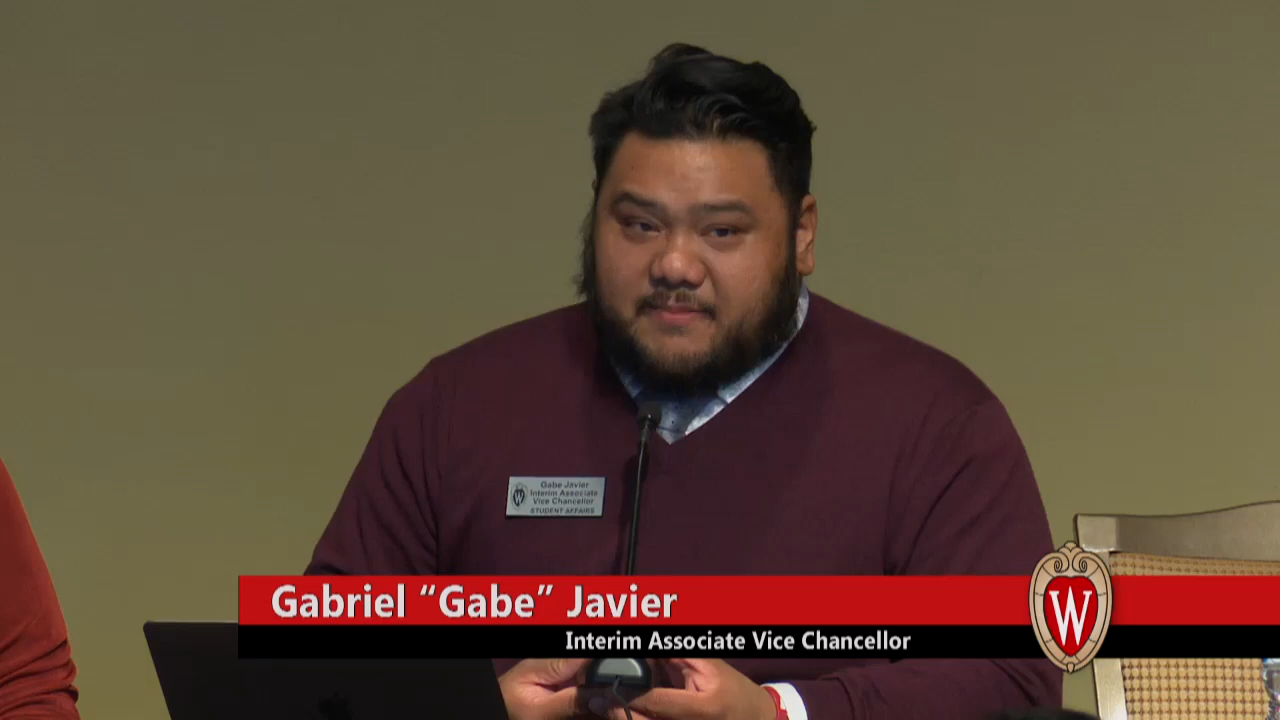 Gabe Javier
Interim Associate
Vice Chancellor
STUDENT AFFAIRS
Gabriel “Gabe” Javier
Interim Associate Vice Chancellor
W